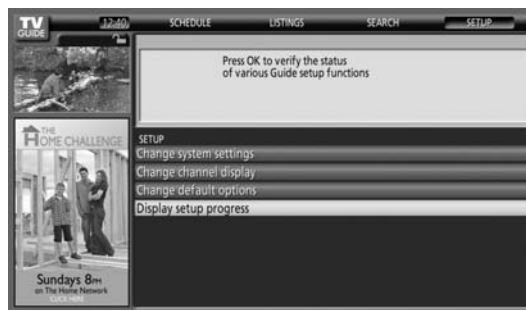 TV
GUIDE
12:40
SCHEDULE
LISTINGS
SEARCH
SETUP
Press OK to verify the status
of various Guide setup functions
THE
HOME CHALLENGE
Sundays 8PM
on The Home Network
CLICK HERE
SETUP
Change system settings
Change channel display
Change default options
Display setup progress